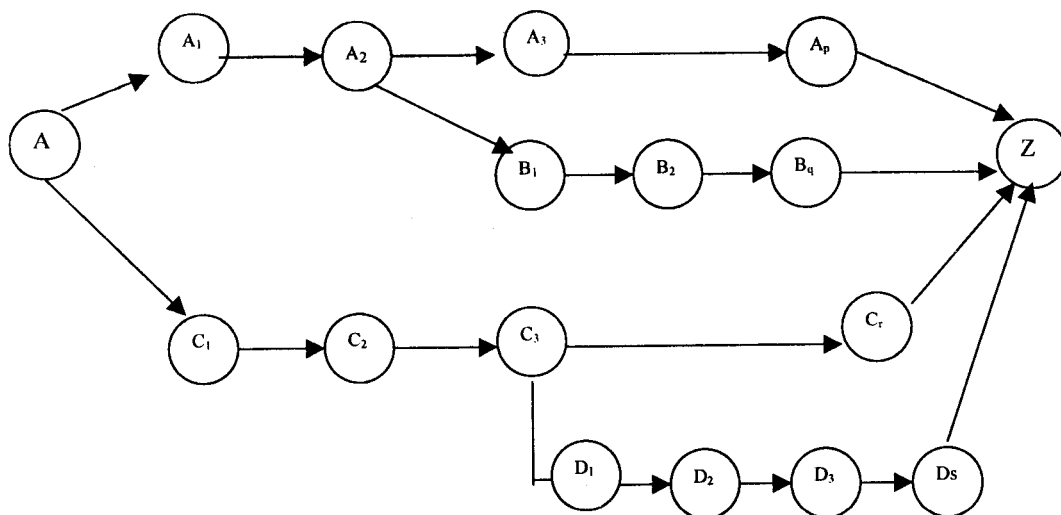 A₁
A₂
A₃
Aₚ
A
Z
B₁
B₂
B_q
C₁
C₂
C₃
Cᵣ
D₁
D₂
D₃
Ds